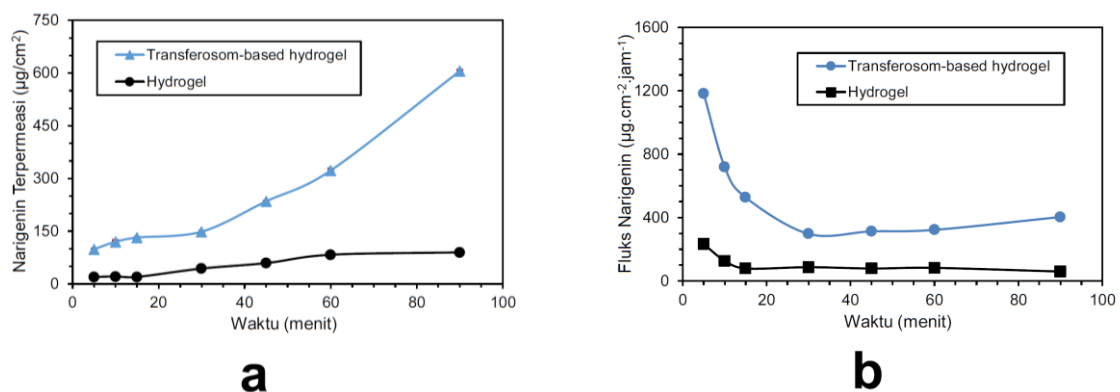 750
600
450
300
150
0
Narigenin Terpermeasi (µg/cm²)
Transferosom-based hydrogel
Hydrogel
0 20 40 60 80 100
Waktu (menit)
a
1600
1200
800
400
0
Fluks Narigenin (µg.cm⁻².jam⁻¹)
Transferosom-based hydrogel
Hydrogel
0 20 40 60 80 100
Waktu (menit)
b